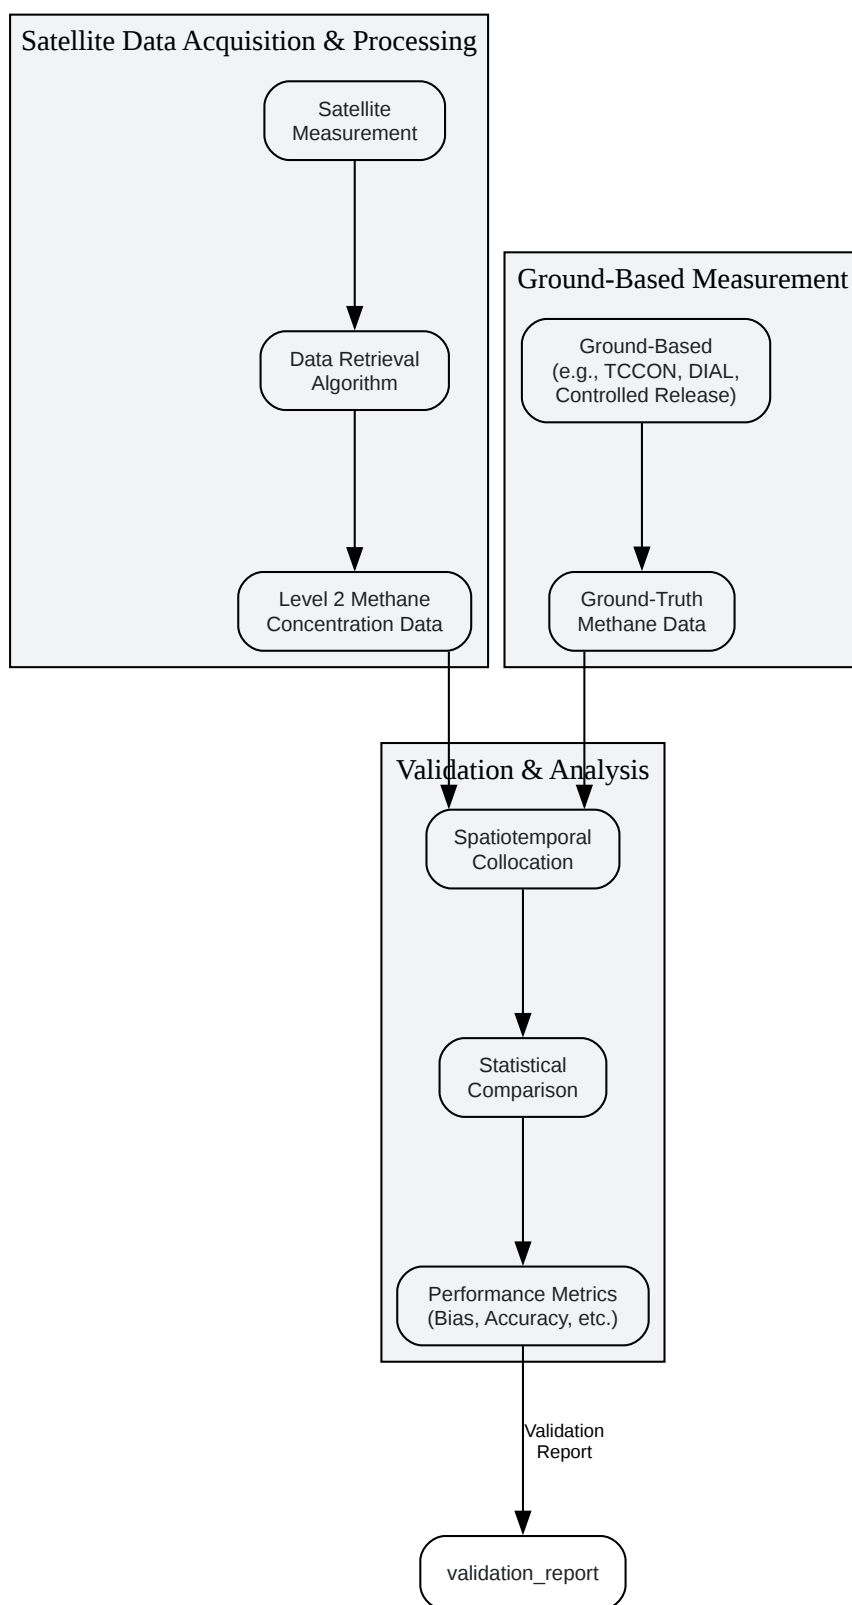 Satellite Data Acquisition & Processing
Satellite
Measurement
Data Retrieval
Algorithm
Level 2 Methane
Concentration Data
Ground-Based Measurement
Ground-Based
(e.g., TCCON, DIAL,
Controlled Release)
Ground-Truth
Methane Data
Validation & Analysis
Spatiotemporal
Collocation
Statistical
Comparison
Performance Metrics
(Bias, Accuracy, etc.)
Validation
Report
validation_report